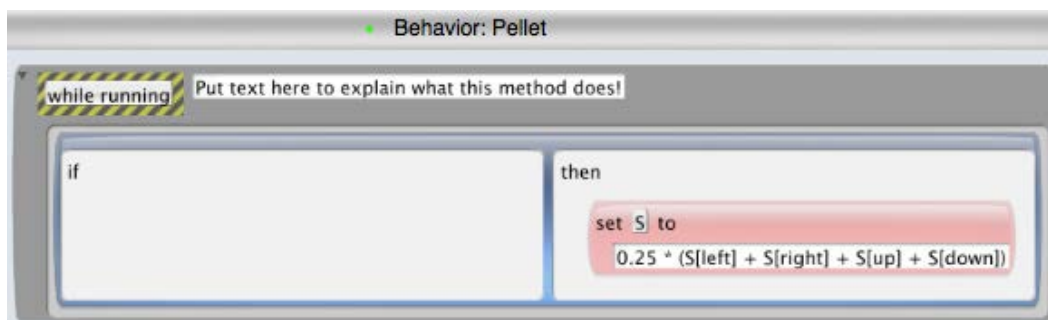 Behavior: Pellet
while running Put text here to explain what this method does!
if then
set S to
0.25 * (S[left] + S[right] + S[up] + S[down])